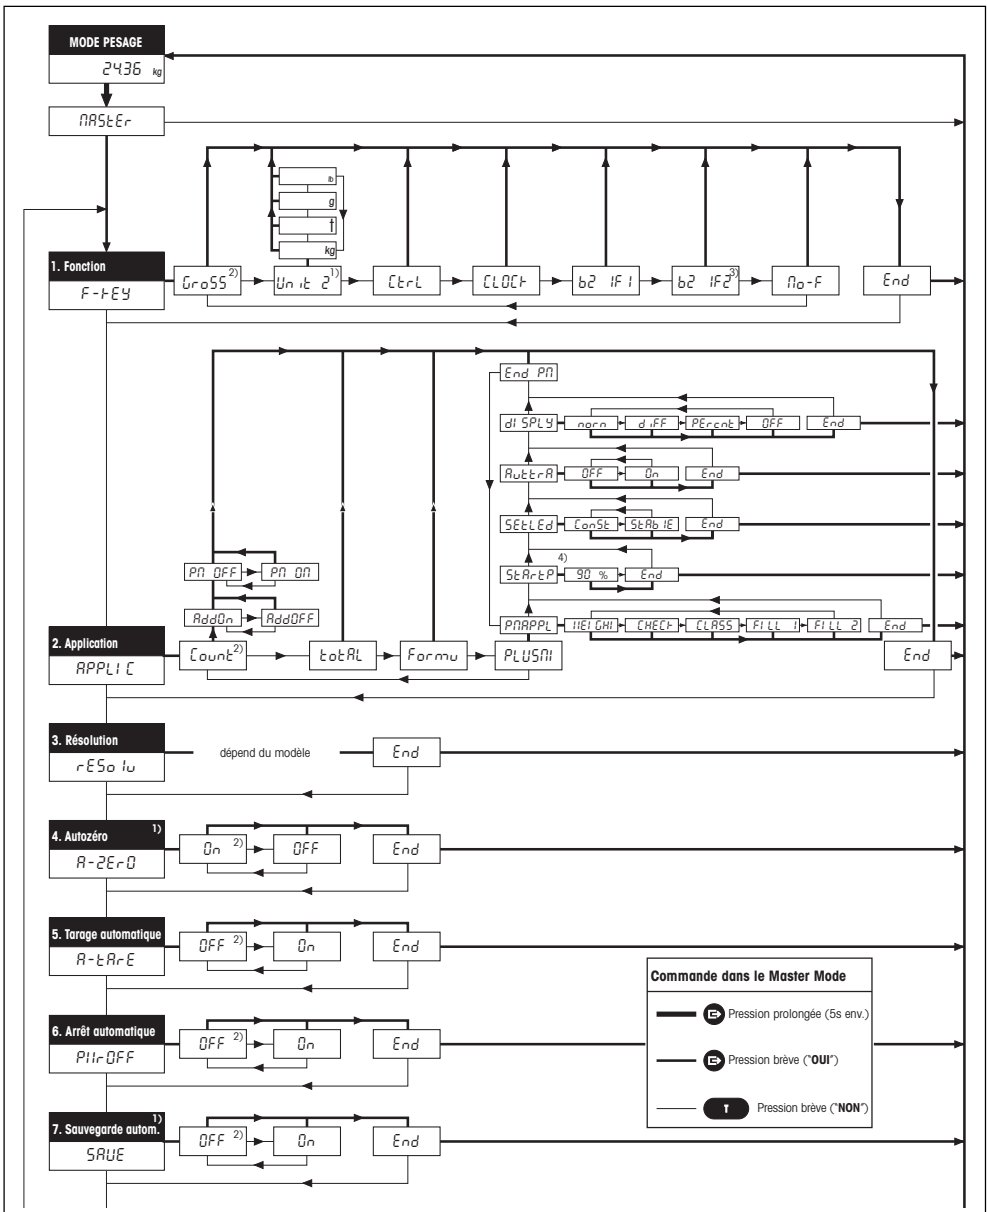 MODE PESAGE
24.36 kg
MAStEr
lb
g
t
kg
1. Fonction
F-KEY
GroSS 2)
Unit 2 1)
CtrL
CLOCK
b2 IF1
b2 IF2 3)
No-F
End
End PM
dISPLY
norn
dIFF
PErcnt
OFF
End
AuttrA
OFF
On
End
SEtLEd
ConSt
StAblE
End
4)
StArtP
90 %
End
PM OFF
PM ON
AddOn
AddOFF
PMAPPL
WEIGHI
CHECK
CLASS
FILL 1
FILL 2
End
2. Application
APPLIC
Count 2)
totAL
Formu
PLUSMI
End
3. Résolution
rESolu
dépend du modèle
End
4. Autozéro 1)
A-ZErO
On 2)
OFF
End
5. Tarage automatique
A-tArE
OFF 2)
On
End
6. Arrêt automatique
PWrOFF
OFF 2)
On
End
7. Sauvegarde autom. 1)
SAVE
OFF 2)
On
End
Commande dans le Master Mode
Pression prolongée (5s env.)
Pression brève ("OUI")
T Pression brève ("NON")